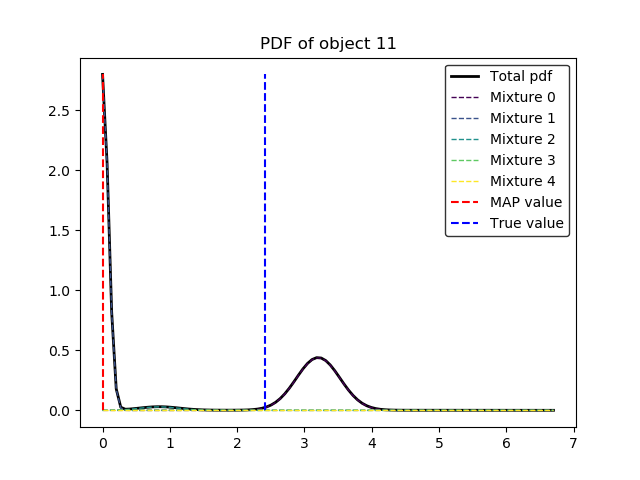 PDF of object 11
Total pdf
Mixture 0
Mixture 1
Mixture 2
Mixture 3
Mixture 4
MAP value
True value
2.5
2.0
1.5
1.0
0.5
0.0
0 1 2 3 4 5 6 7